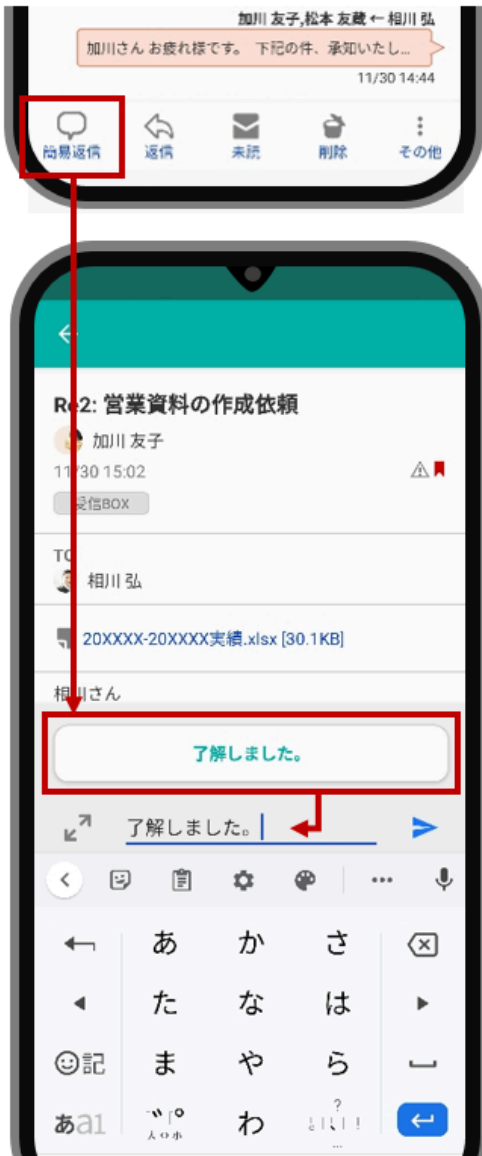 加川 友子,松本 友蔵 ← 相川 弘
加川さん お疲れ様です。 下記の件、承知いたし...
11/30 14:44
簡易返信 返信 未読 削除 その他
Re2: 営業資料の作成依頼
加川 友子
11/30 15:02
受信BOX
TO
相川 弘
20XXXX-20XXXX実績.xlsx [30.1KB]
相川さん
了解しました。
了解しました。
あ か さ
た な は
記 ま や ら
あa1 わ